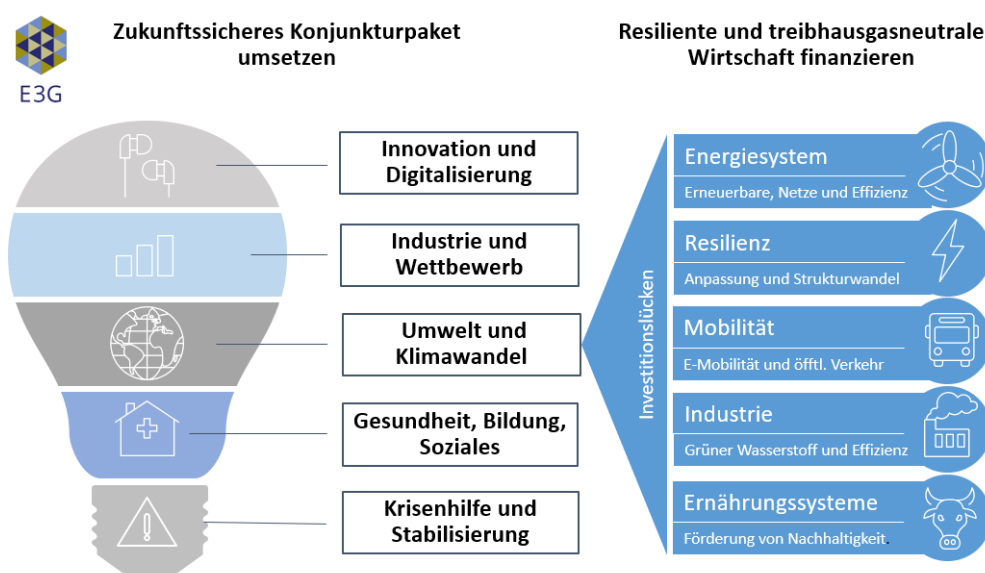 E3G
Zukunftssicheres Konjunkturpaket
umsetzen
Innovation und
Digitalisierung
Industrie und
Wettbewerb
Umwelt und
Klimawandel
Gesundheit, Bildung,
Soziales
Krisenhilfe und
Stabilisierung
Resiliente und treibhausgasneutrale
Wirtschaft finanzieren
Investitionslücken
Energiesystem
Erneuerbare, Netze und Effizienz
Resilienz
Anpassung und Strukturwandel
Mobilität
E-Mobilität und öfftl. Verkehr
Industrie
Grüner Wasserstoff und Effizienz
Ernährungssysteme
Förderung von Nachhaltigkeit.